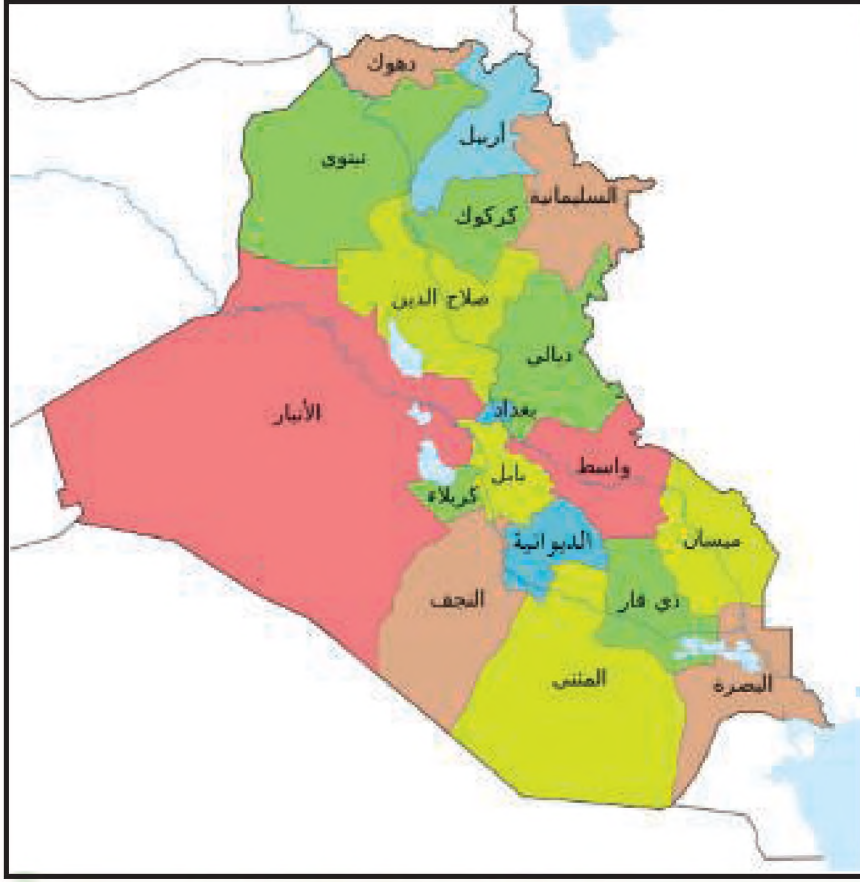 دهوك
أربيل
نينوى
السليمانية
كركوك
صلاح الدين
ديالى
بغداد
الأنبار
واسط
بابل
كربلاء
الديوانية
ميسان
النجف
ذي قار
المثنى
البصرة